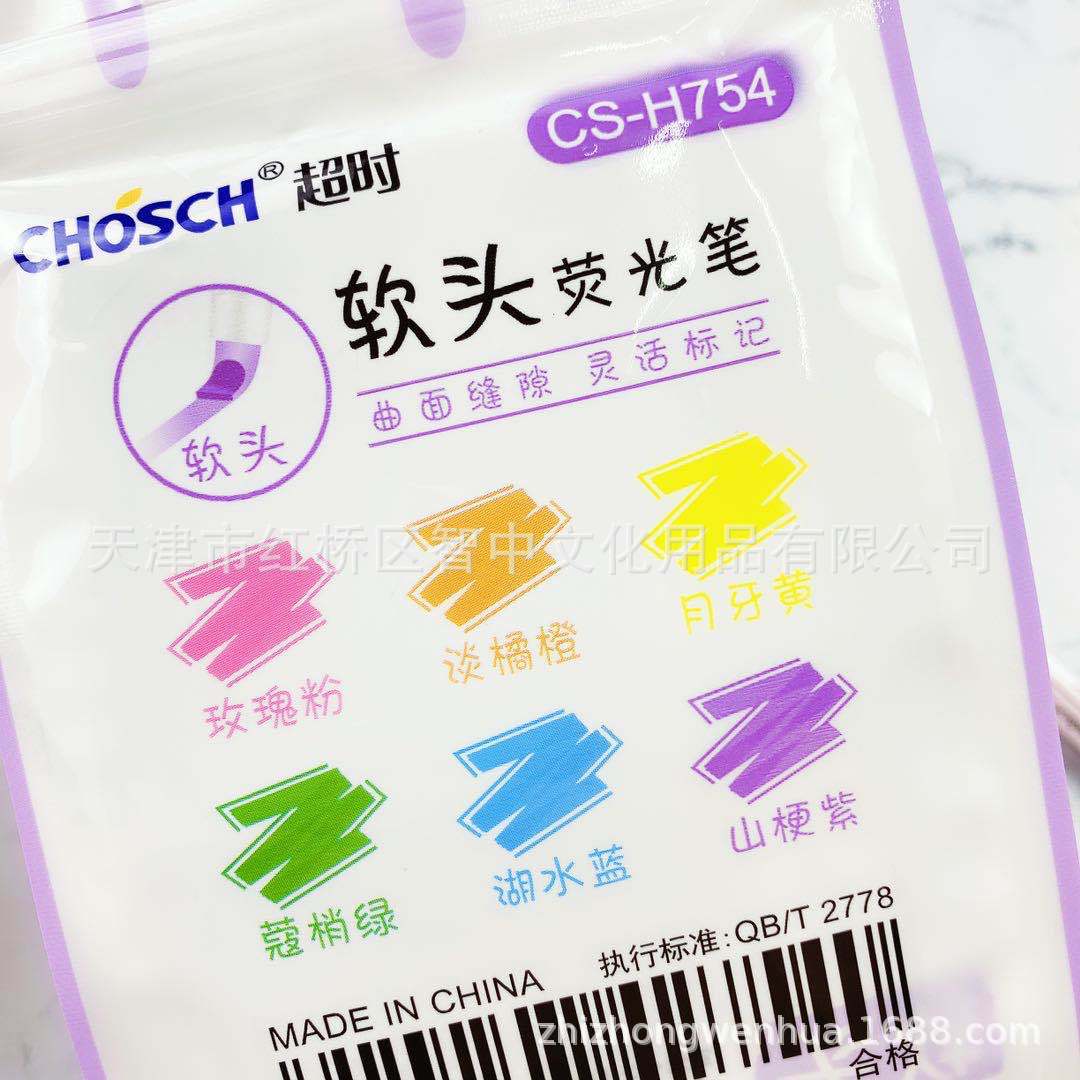 CS-H754
CHOSCH® 超时
软头荧光笔
曲面缝隙 灵活标记
软头
天津市红桥区智中文化用品有限公司
玫瑰粉 淡橘橙 月牙黄
蔻梢绿 湖水蓝 山梗紫
执行标准:QB/T 2778
MADE IN CHINA
zhizhongwenhua.1688.com
合格